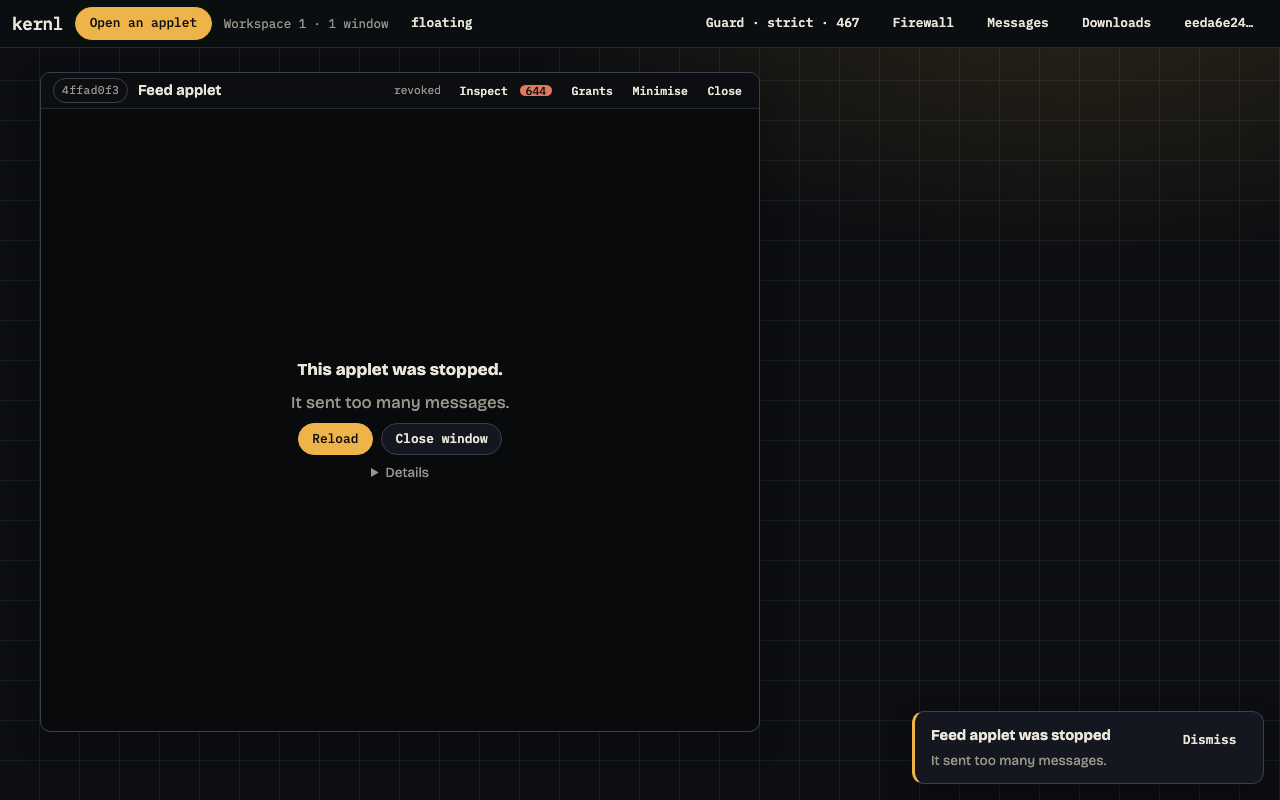 kernl Open an applet Workspace 1 · 1 window floating Guard · strict · 467 Firewall Messages Downloads eeda6e24…
4ffad0f3 Feed applet revoked Inspect 644 Grants Minimise Close
This applet was stopped.
It sent too many messages.
Reload Close window
▶ Details
Feed applet was stopped
Dismiss
It sent too many messages.